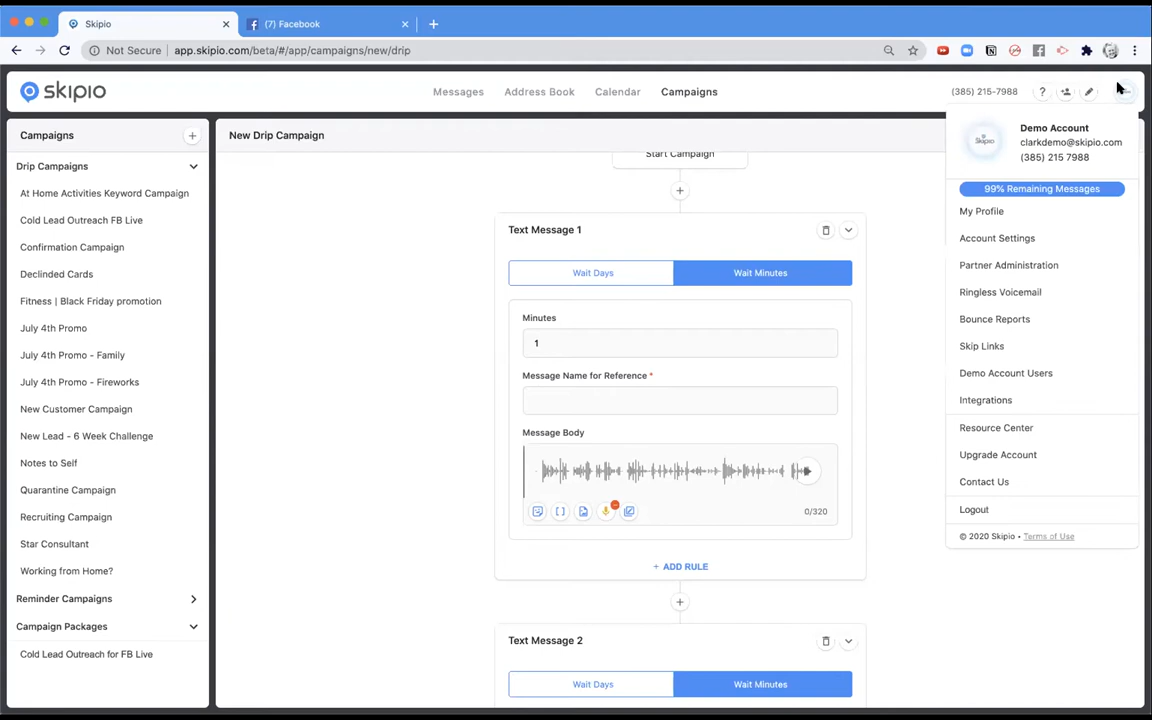 Skipio
(7) Facebook
Not Secure
app.skipio.com/beta/#/app/campaigns/new/drip
skipio
Messages
Address Book
Calendar
Campaigns
(385) 215-7988
?
Campaigns
Drip Campaigns
At Home Activities Keyword Campaign
Cold Lead Outreach FB Live
Confirmation Campaign
Declinded Cards
Fitness | Black Friday promotion
July 4th Promo
July 4th Promo - Family
July 4th Promo - Fireworks
New Customer Campaign
New Lead - 6 Week Challenge
Notes to Self
Quarantine Campaign
Recruiting Campaign
Star Consultant
Working from Home?
Reminder Campaigns
Campaign Packages
Cold Lead Outreach for FB Live
New Drip Campaign
Start Campaign
Text Message 1
Wait Days
Wait Minutes
Minutes
1
Message Name for Reference *
Message Body
0/320
+ ADD RULE
Text Message 2
Wait Days
Wait Minutes
Skipio
Demo Account
clarkdemo@skipio.com
(385) 215 7988
99% Remaining Messages
My Profile
Account Settings
Partner Administration
Ringless Voicemail
Bounce Reports
Skip Links
Demo Account Users
Integrations
Resource Center
Upgrade Account
Contact Us
Logout
© 2020 Skipio • Terms of Use